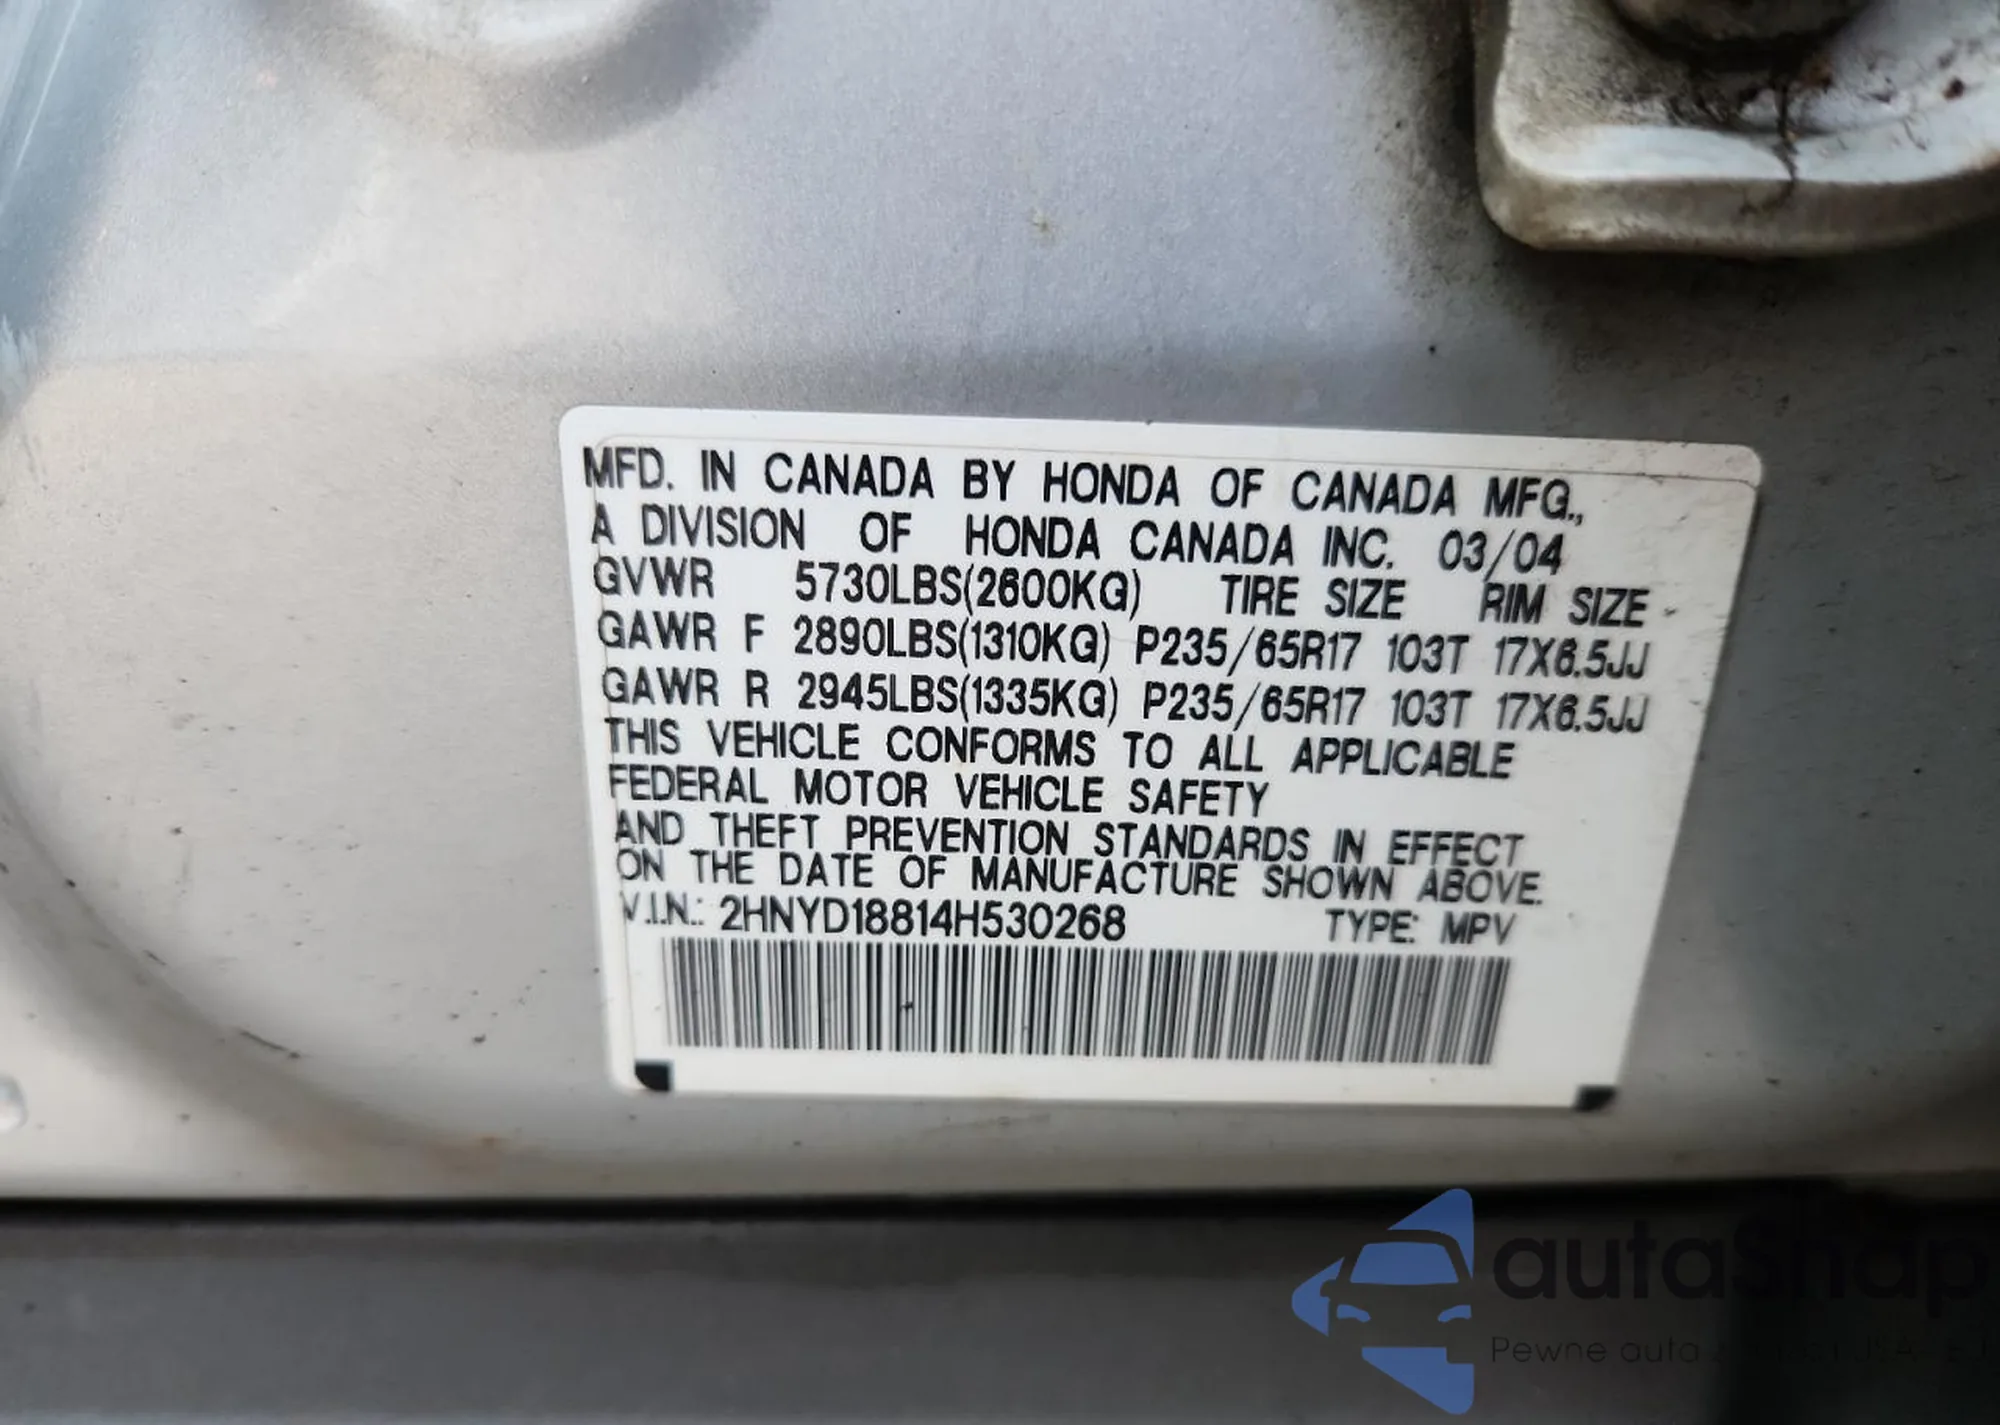 MFD. IN CANADA BY HONDA OF CANADA MFG.,
A DIVISION OF HONDA CANADA INC. 03/04
GVWR 5730LBS(2600KG) TIRE SIZE RIM SIZE
GAWR F 2890LBS(1310KG) P235/65R17 103T 17X6.5JJ
GAWR R 2945LBS(1335KG) P235/65R17 103T 17X6.5JJ
THIS VEHICLE CONFORMS TO ALL APPLICABLE
FEDERAL MOTOR VEHICLE SAFETY
AND THEFT PREVENTION STANDARDS IN EFFECT
ON THE DATE OF MANUFACTURE SHOWN ABOVE.
V.I.N.: 2HNYD18814H530268 TYPE: MPV
autaSnap
Pewne auta